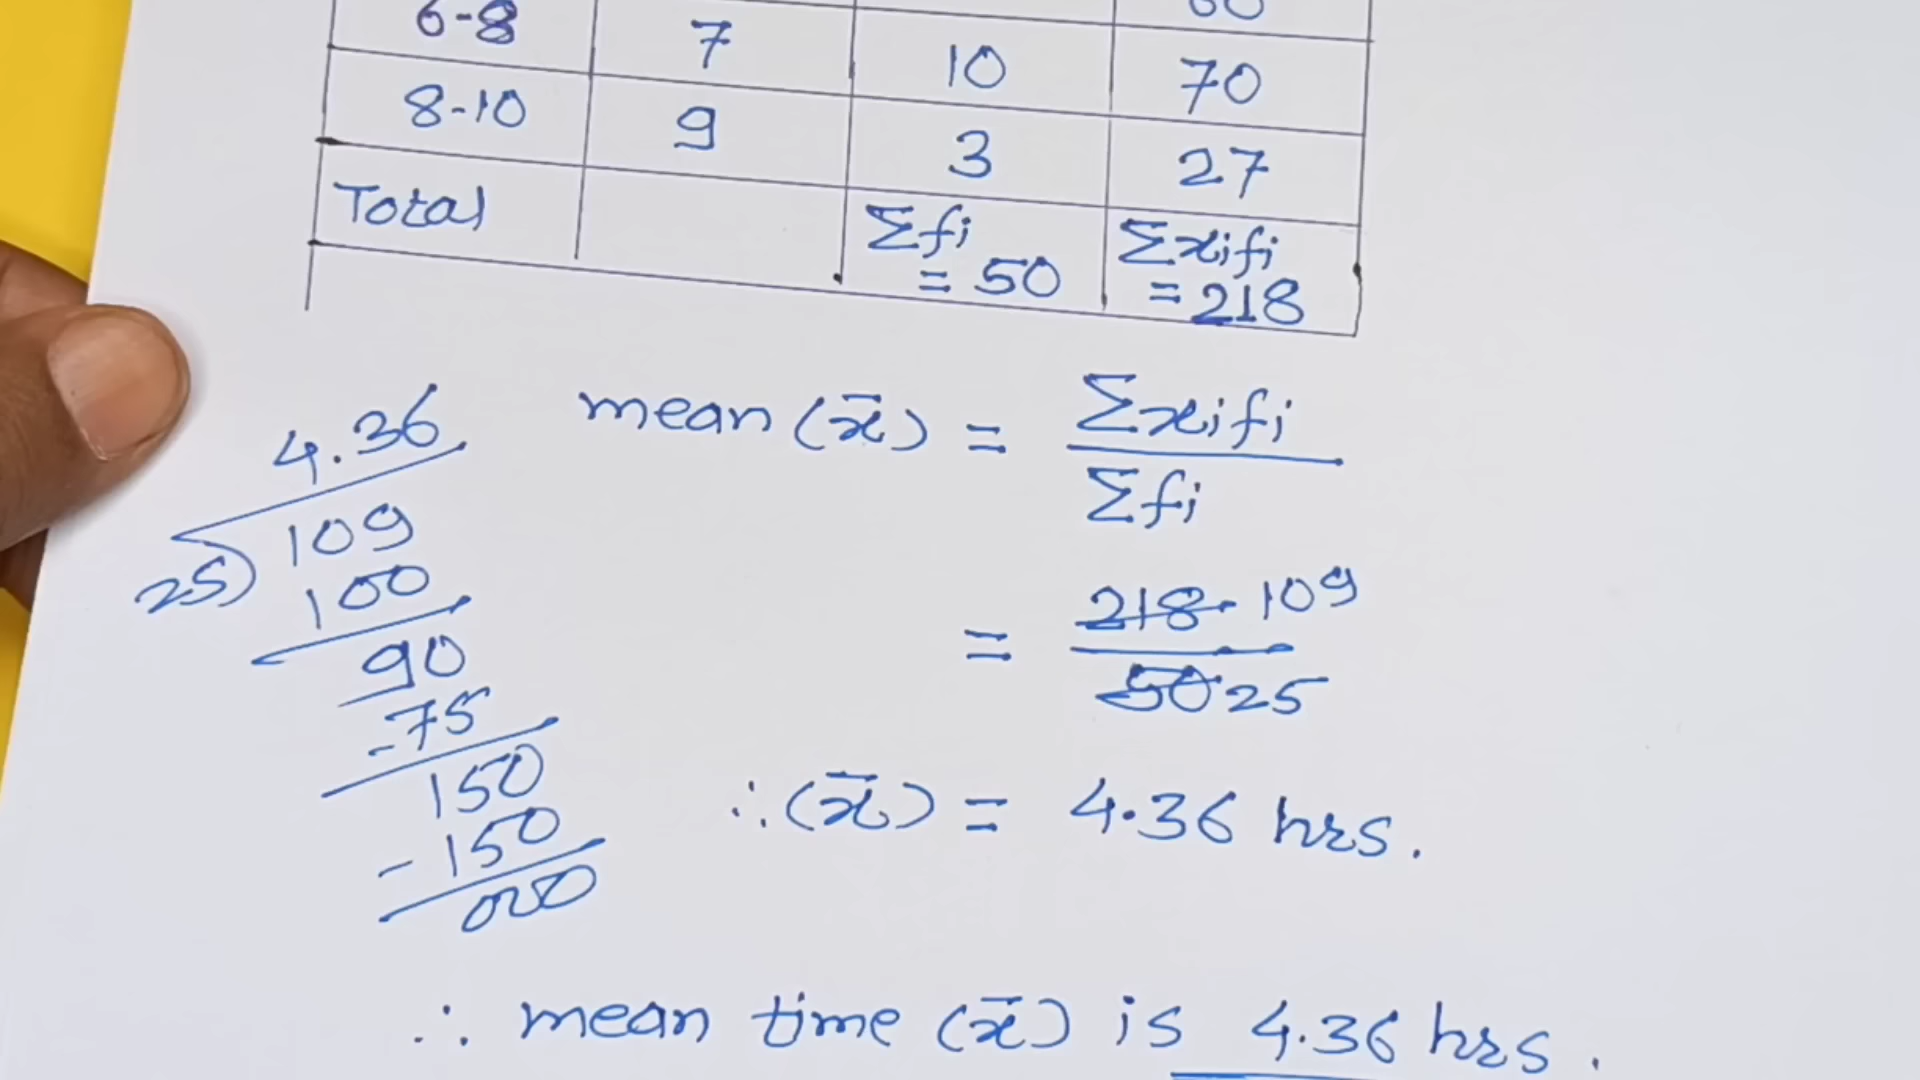 60
6-8 7 10 70
8-10 9 3 27
Total Σfi = 50 Σxifi = 218
mean (x̄) = Σxifi / Σfi
= 218 109 / 50 25
∴ (x̄) = 4.36 hrs.
4.36
25) 109
100
90
- 75
150
- 150
000
∴ mean time (x̄) is 4.36 hrs.